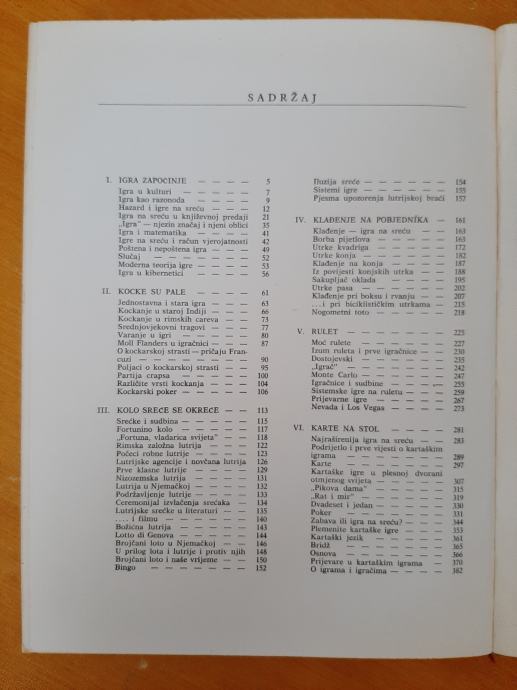 SADRŽAJ
I. IGRA ZAPOČINJE — — — — 5
Igra u kulturi — — — — — 7
Igra kao razonoda — — — — 9
Hazard i igre na sreću — — — 12
Igra na sreću u književnoj predaji 21
„Igra” — njezin značaj i njeni oblici 35
Igra i matematika — — — — 41
Igre na sreću i račun vjerojatnosti 42
Poštena i nepoštena igra — — — 49
Slučaj — — — — — — — 52
Moderna teorija igre — — — — 53
Igra u kibernetici — — — — 56
II. KOCKE SU PALE — — — — 61
Jednostavna i stara igra — — — 63
Kockanje u staroj Indiji — — — 66
Kockanje u rimskih careva — — 73
Srednjovjekovni tragovi — — — 77
Varanje u igri — — — — — 80
Moll Flanders u igračnici — — — 87
O kockarskoj strasti — pričaju Fran-
cuzi — — — — — — — 90
Poljaci o kockarskoj strasti — — 95
Partija crapsa — — — — — 100
Različite vrsti kockanja — — — 104
Kockarski poker — — — — — 106
III. KOLO SREĆE SE OKREĆE — — 113
Srećke i sudbina — — — — — 115
Fortunino kolo — — — — — 117
„Fortuna, vladarica svijeta” — — 118
Rimska založna lutrija — — — 122
Počeci robne lutrije — — — — 123
Lutrijske agencije i novčana lutrija 126
Prve klasne lutrije — — — — 129
Nizozemska lutrija — — — — 131
Lutrija u Njemačkoj — — — — 132
Podržavljenje lutrije — — — — 133
Ceremonijal izvlačenja srećaka — 134
Lutrijske srećke u literaturi — — 135
.... i filmu — — — — — — 140
Božićna lutrija — — — — — 143
Lotto di Genova — — — — — 144
Brojčani loto u Njemačkoj — — 146
U prilog lota i lutrije i protiv njih 148
Brojčani loto i naše vrijeme — — 150
Bingo — — — — — — — 152
Iluzija sreće — — — — — 154
Sistemi igre — — — — — — 155
Pjesma upozorenja lutrijskoj braći 157
IV. KLAĐENJE NA POBJEDNIKA — 161
Klađenje — igra na sreću — — 163
Borba pijetlova — — — — — 163
Utrke kvadriga — — — — — 172
Utrke konja — — — — — — 182
Klađenje na konja — — — — 187
Iz povijesti konjskih utrka — — 188
Sakupljač oklada — — — — 195
Utrke pasa — — — — — — 202
Klađenje pri boksu i rvanju — — 207
...i pri biciklističkim utrkama — 215
Nogometni toto — — — — — 218
V. RULET — — — — — — — 225
Moć rulete — — — — — — 227
Izum ruleta i prve igračnice — — 230
Dostojevski — — — — — — 235
„Igrač” — — — — — — — 242
Monte Carlo — — — — — — 247
Igračnice i sudbine — — — — 255
Sistemske igre na ruletu — — — 259
Prijevarne igre — — — — — 267
Nevada i Los Vegas — — — — 273
VI. KARTE NA STOL — — — — 281
Najraširenija igra na sreću — — 283
Podrijetlo i prve vijesti o kartaškim
igrama — — — — — — — 289
Karte — — — — — — — 297
Kartaške igre u plesnoj dvorani
otmjenog svijeta — — — — 307
„Pikova dama” — — — — — 315
„Rat i mir” — — — — — — 319
Dvadeset i jedan — — — — — 330
Poker — — — — — — — 331
Zabava ili igra na sreću? — — — 344
Plemenite kartaške igre — — — 353
Kartaški jezik — — — — — 361
Bridž — — — — — — — 365
Osnova — — — — — — — 366
Prijevare u kartaškim igrama — 370
O igrama i igračima — — — — 382